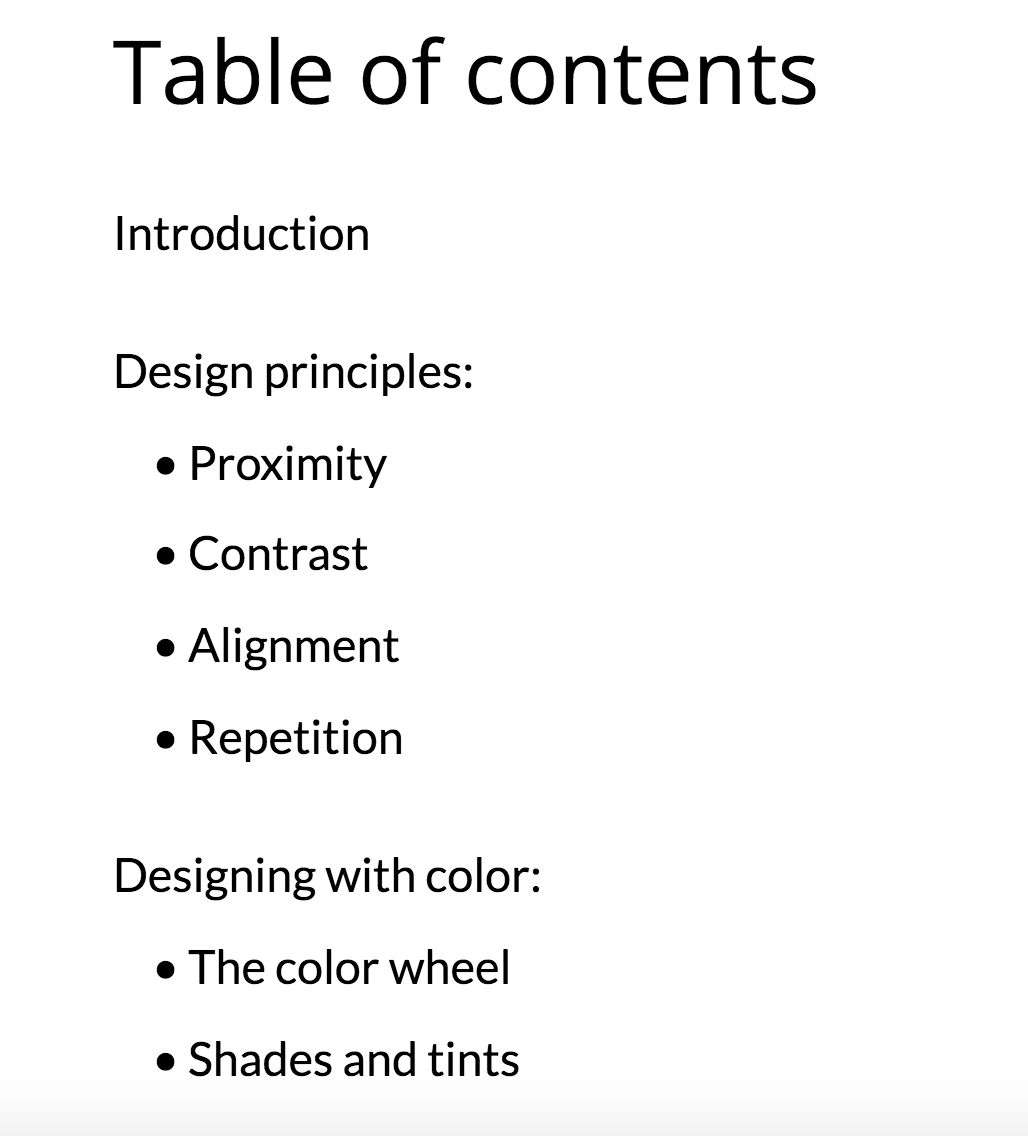 Table of contents
Introduction
Design principles:
• Proximity
• Contrast
• Alignment
• Repetition
Designing with color:
• The color wheel
• Shades and tints